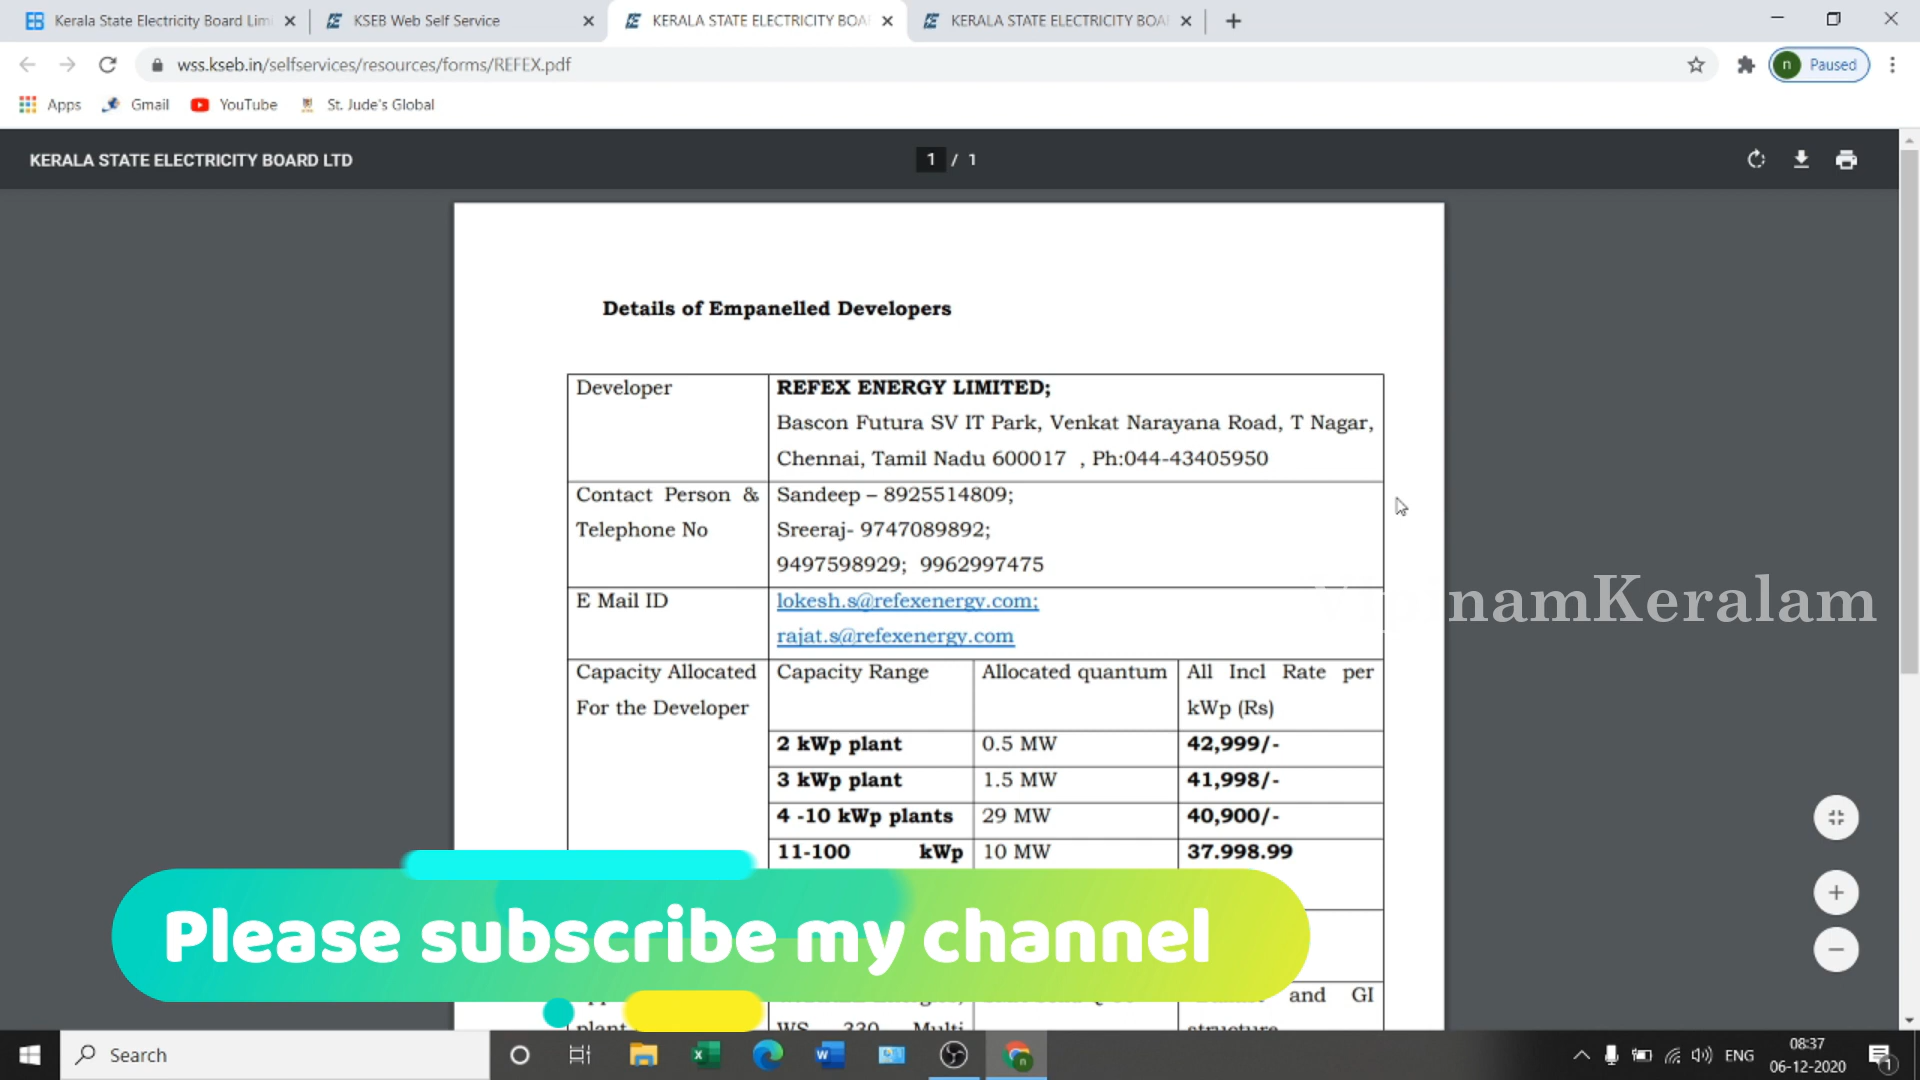 Kerala State Electricity Board Lim
KSEB Web Self Service
KERALA STATE ELECTRICITY BOA
KERALA STATE ELECTRICITY BOA
wss.kseb.in/selfservices/resources/forms/REFEX.pdf
n Paused
Apps
Gmail
YouTube
St. Jude's Global
KERALA STATE ELECTRICITY BOARD LTD
1 / 1
Details of Empanelled Developers
Developer
REFEX ENERGY LIMITED;
Bascon Futura SV IT Park, Venkat Narayana Road, T Nagar,
Chennai, Tamil Nadu 600017 , Ph:044-43405950
Contact Person &
Telephone No
Sandeep – 8925514809;
Sreeraj- 9747089892;
9497598929; 9962997475
E Mail ID
lokesh.s@refexenergy.com;
rajat.s@refexenergy.com
namKeralam
Capacity Allocated
For the Developer
Capacity Range
Allocated quantum
All Incl Rate per
kWp (Rs)
2 kWp plant
0.5 MW
42,999/-
3 kWp plant
1.5 MW
41,998/-
4 -10 kWp plants
29 MW
40,900/-
11-100 kWp
10 MW
37.998.99
Please subscribe my channel
and GI
plant
WS 330 Multi
structure
Search
ENG
08:37
06-12-2020
1